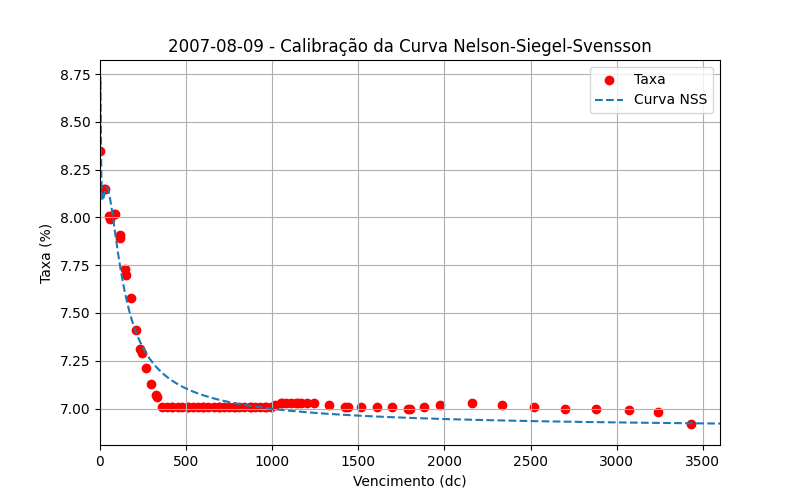 2007-08-09 - Calibração da Curva Nelson-Siegel-Svensson
Taxa
Curva NSS
Taxa (%)
8.75
8.50
8.25
8.00
7.75
7.50
7.25
7.00
0 500 1000 1500 2000 2500 3000 3500
Vencimento (dc)